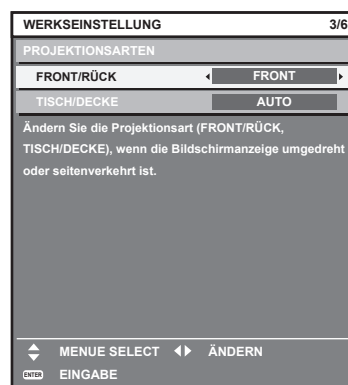 WERKSEINSTELLUNG 3/6
PROJEKTIONSARTEN
FRONT/RÜCK FRONT
TISCH/DECKE AUTO
Ändern Sie die Projektionsart (FRONT/RÜCK,
TISCH/DECKE), wenn die Bildschirmanzeige umgedreht
oder seitenverkehrt ist.
MENUE SELECT ÄNDERN
ENTER EINGABE